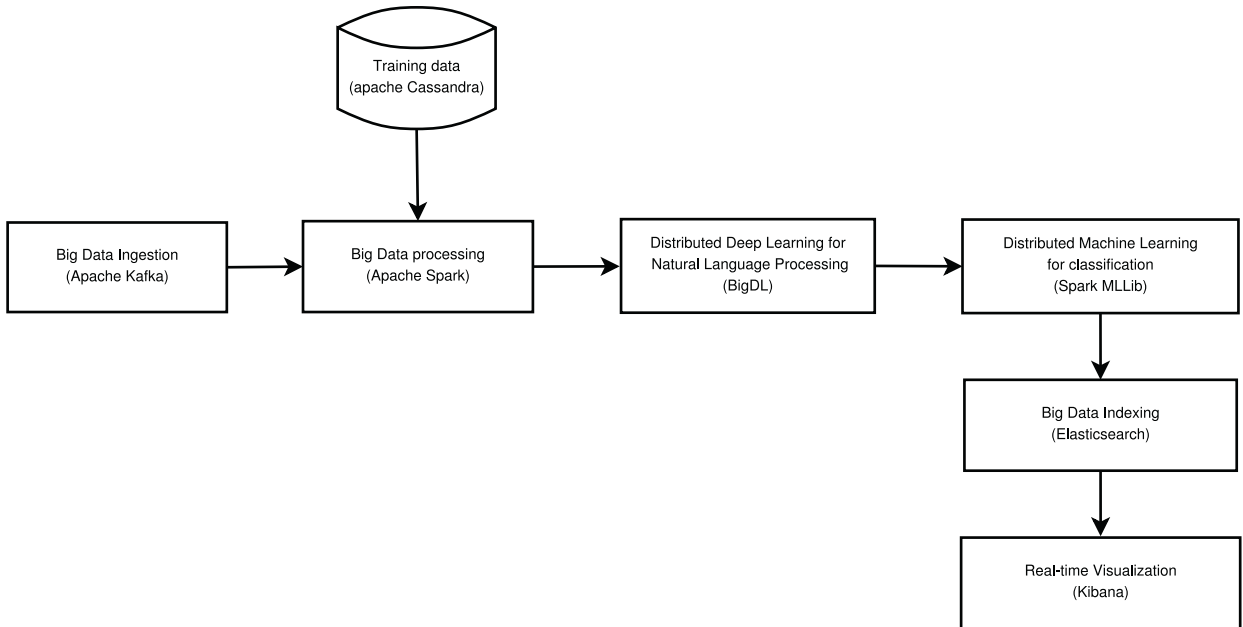 Training data
(apache Cassandra)
Big Data Ingestion
(Apache Kafka)
Big Data processing
(Apache Spark)
Distributed Deep Learning for
Natural Language Processing
(BigDL)
Distributed Machine Learning
for classification
(Spark MLLib)
Big Data Indexing
(Elasticsearch)
Real-time Visualization
(Kibana)